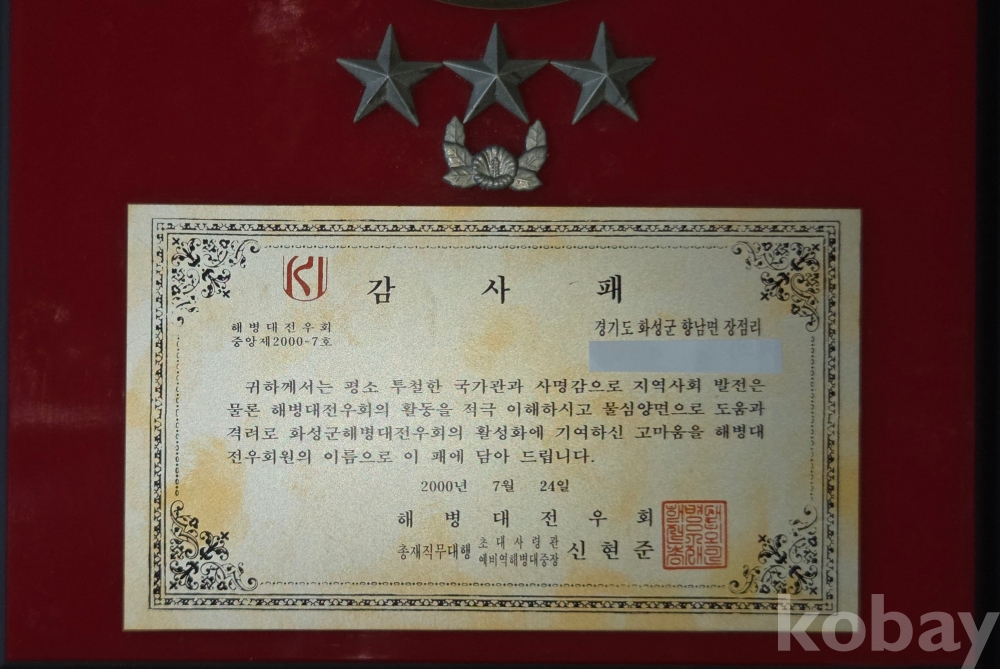 감 사 패
해병대전우회
중앙제2000-7호
경기도 화성군 향남면 장점리
귀하께서는 평소 투철한 국가관과 사명감으로 지역사회 발전은
물론 해병대전우회의 활동을 적극 이해하시고 물심양면으로 도움과
격려로 화성군해병대전우회의 활성화에 기여하신 고마움을 해병대
전우회원의 이름으로 이 패에 담아 드립니다.
2000년 7월 24일
해 병 대 전 우 회
총재직무대행 초대사령관 예비역해병대중장 신현준
kobay